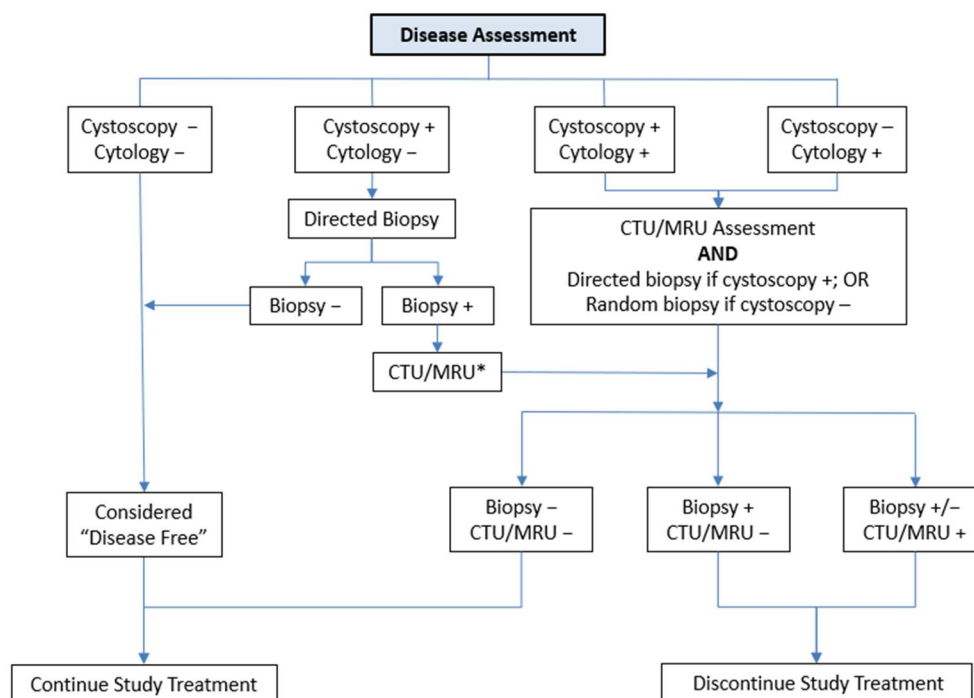 Disease Assessment
Cystoscopy –
Cytology –
Cystoscopy +
Cytology –
Cystoscopy +
Cytology +
Cystoscopy –
Cytology +
Directed Biopsy
CTU/MRU Assessment
AND
Directed biopsy if cystoscopy +; OR
Random biopsy if cystoscopy –
Biopsy –
Biopsy +
CTU/MRU*
Considered
“Disease Free”
Biopsy –
CTU/MRU –
Biopsy +
CTU/MRU –
Biopsy +/–
CTU/MRU +
Continue Study Treatment
Discontinue Study Treatment